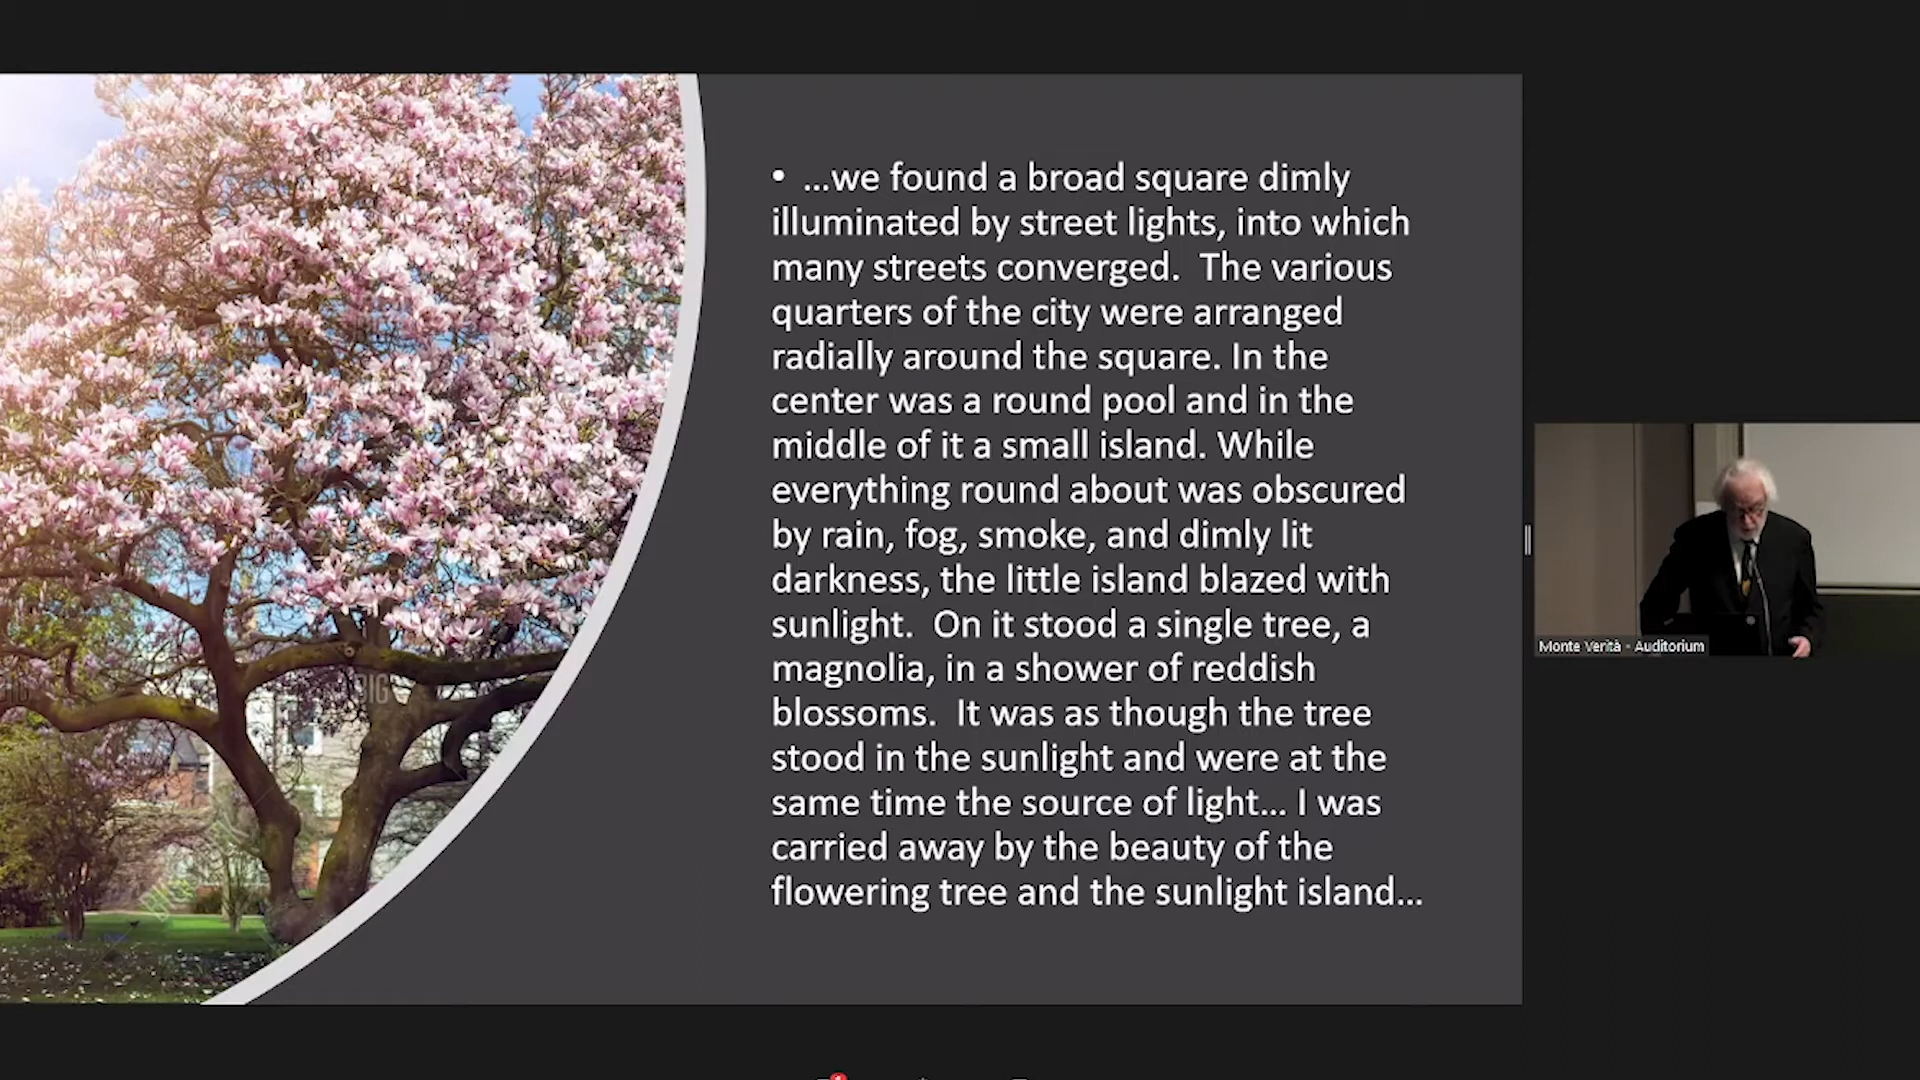 • ...we found a broad square dimly
illuminated by street lights, into which
many streets converged.  The various
quarters of the city were arranged
radially around the square. In the
center was a round pool and in the
middle of it a small island. While
everything round about was obscured
by rain, fog, smoke, and dimly lit
darkness, the little island blazed with
sunlight.  On it stood a single tree, a
magnolia, in a shower of reddish
blossoms.  It was as though the tree
stood in the sunlight and were at the
same time the source of light... I was
carried away by the beauty of the
flowering tree and the sunlight island...
Monte Verità - Auditorium